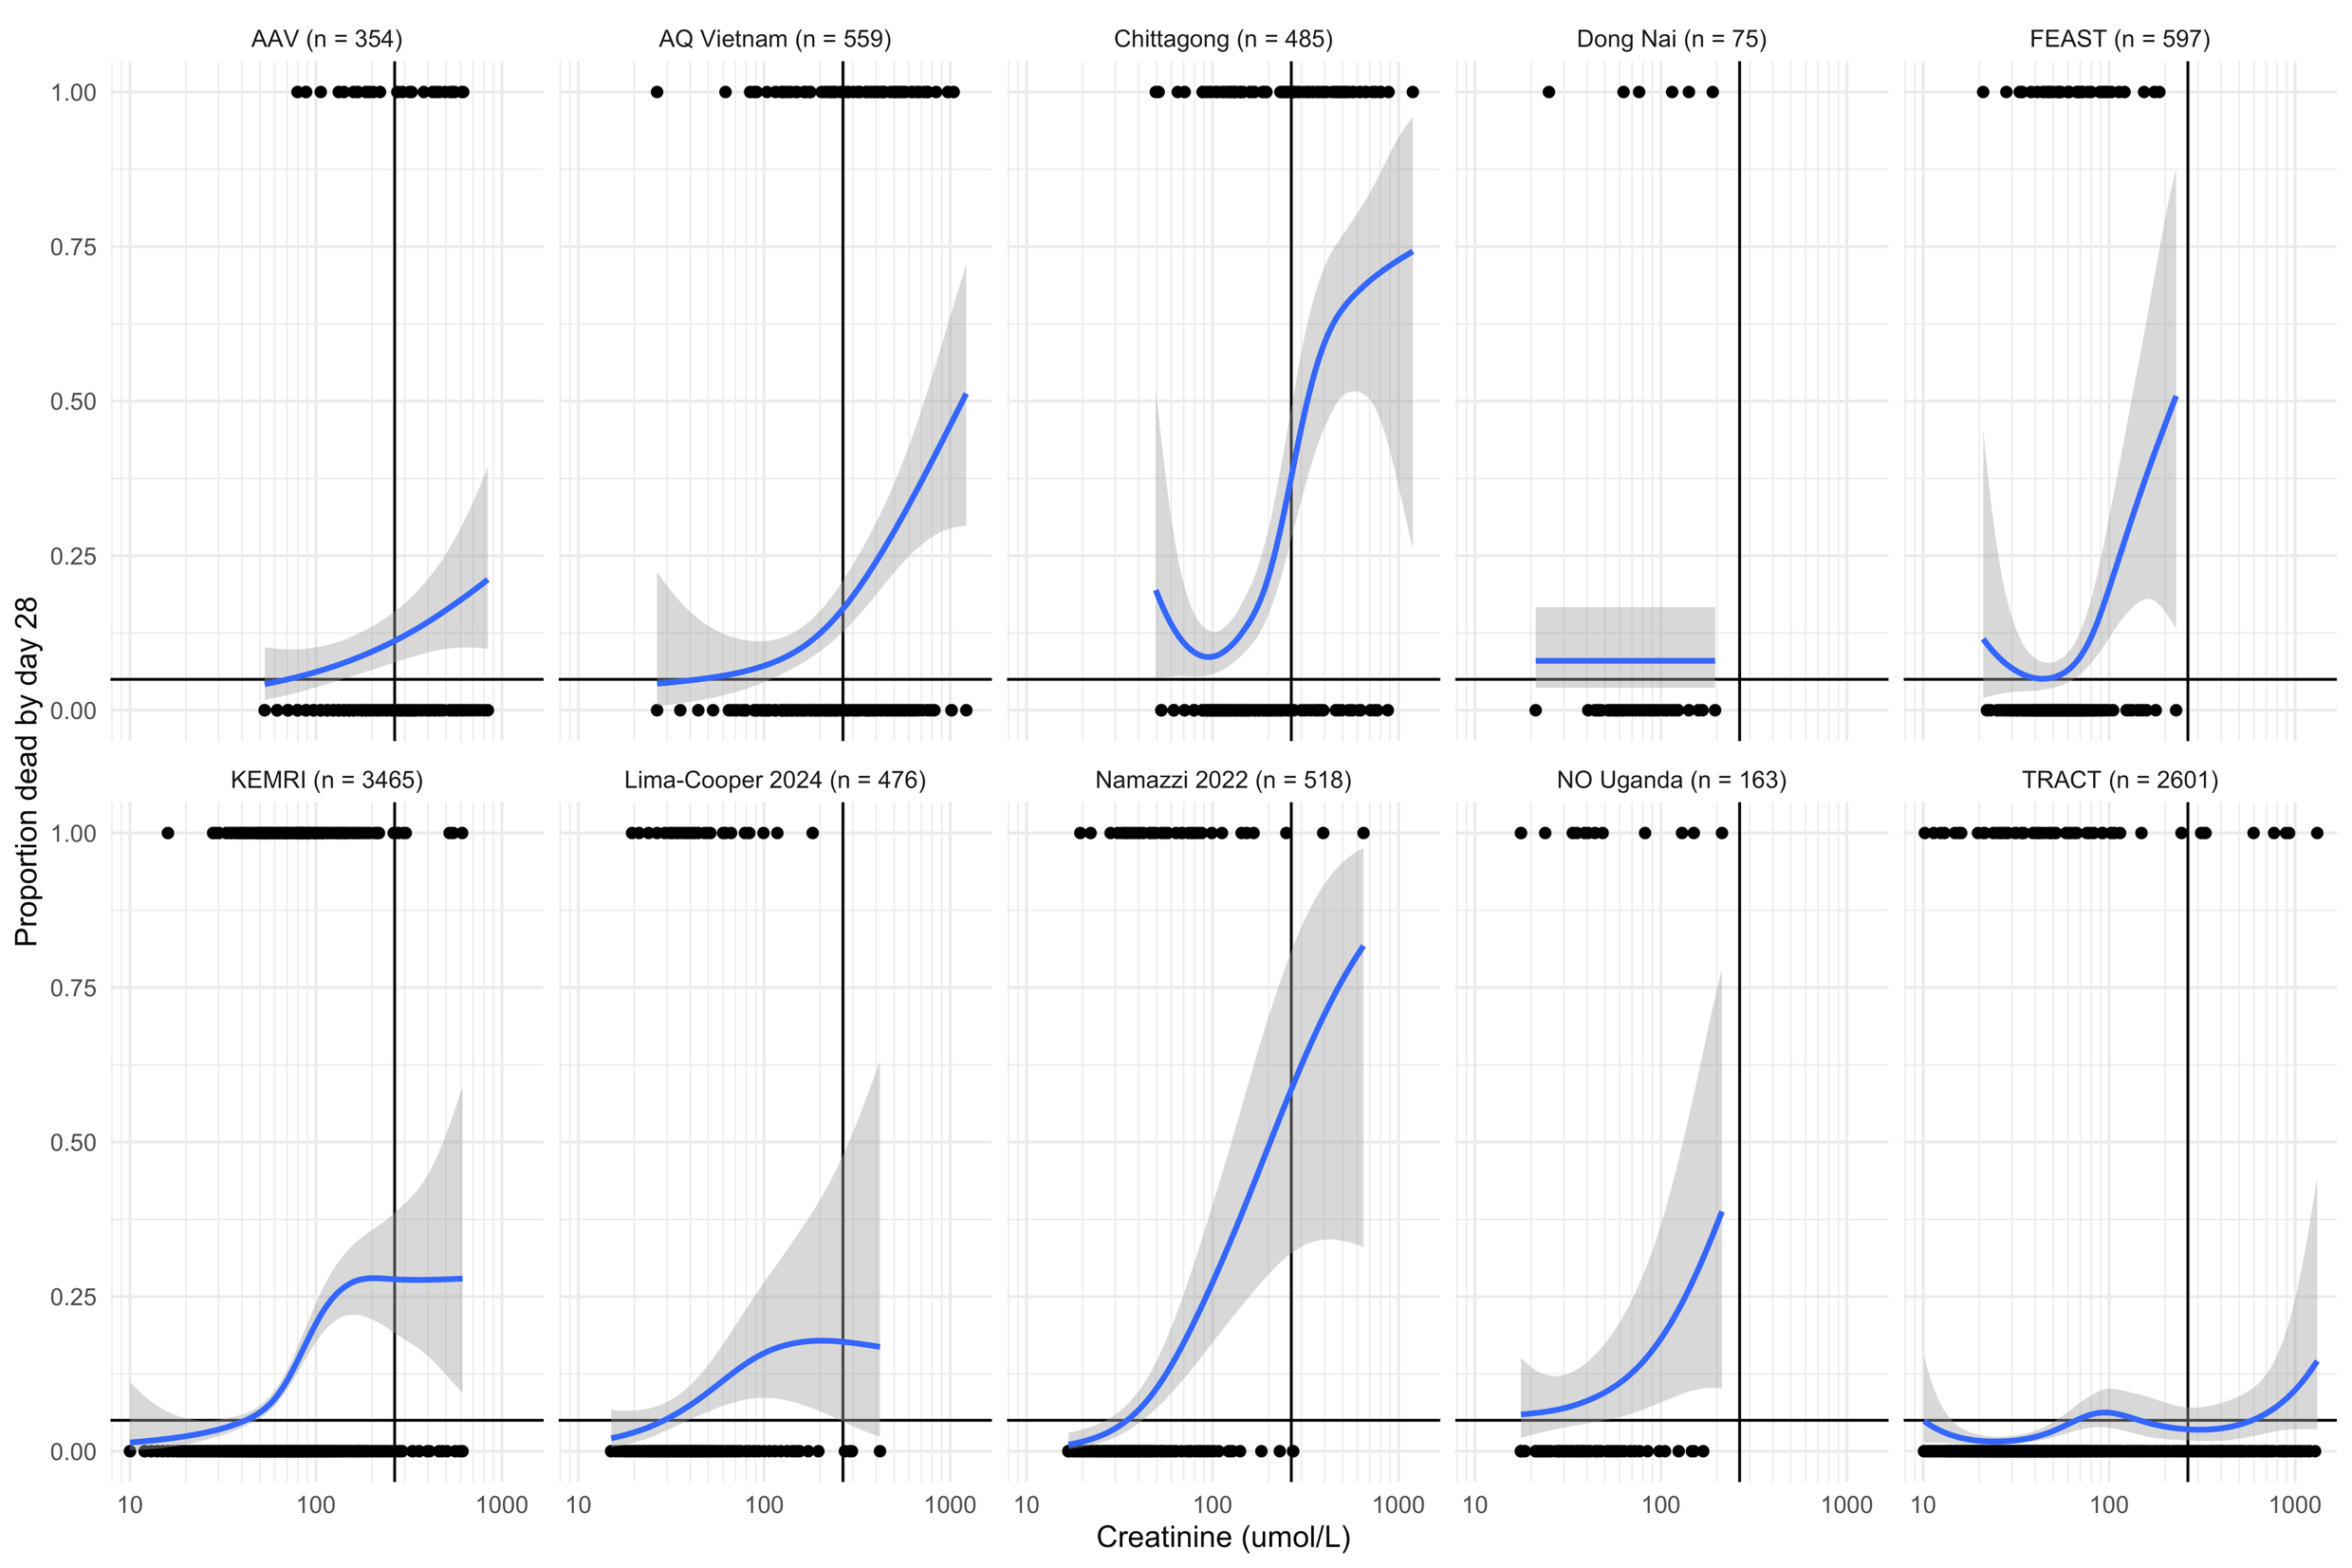 AAV (n = 354)
AQ Vietnam (n = 559)
Chittagong (n = 485)
Dong Nai (n = 75)
FEAST (n = 597)
1.00
0.75
0.50
0.25
0.00
Proportion dead by day 28
KEMRI (n = 3465)
Lima-Cooper 2024 (n = 476)
Namazzi 2022 (n = 518)
NO Uganda (n = 163)
TRACT (n = 2601)
1.00
0.75
0.50
0.25
0.00
10 100 1000
10 100 1000
10 100 1000
10 100 1000
10 100 1000
Creatinine (umol/L)